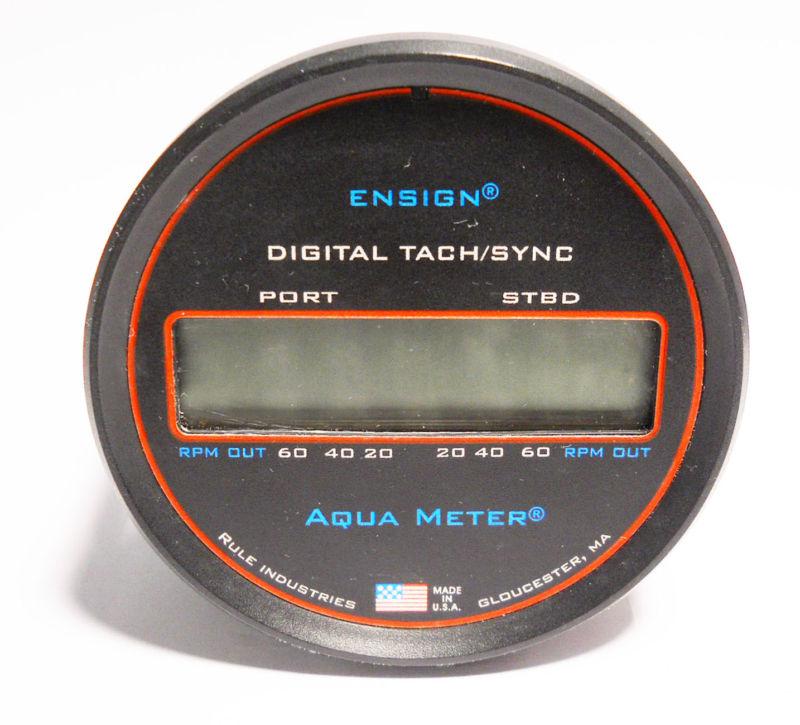 ENSIGN®
DIGITAL TACH/SYNC
PORT STBD
RPM OUT 60 40 20 20 40 60 RPM OUT
AQUA METER®
RULE INDUSTRIES
MADE
IN
U.S.A.
GLOUCESTER, MA